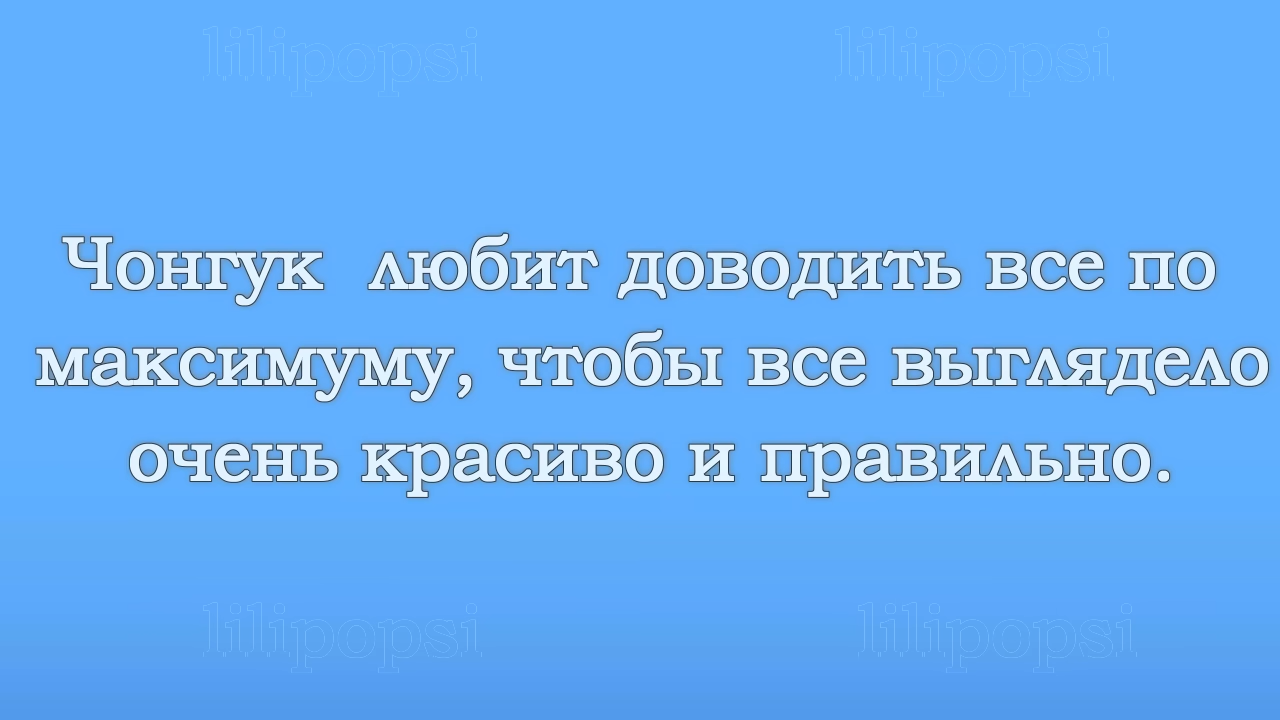 lilipopsi lilipopsi
Чонгук любит доводить все по
максимуму, чтобы все выглядело
очень красиво и правильно.
lilipopsi lilipopsi